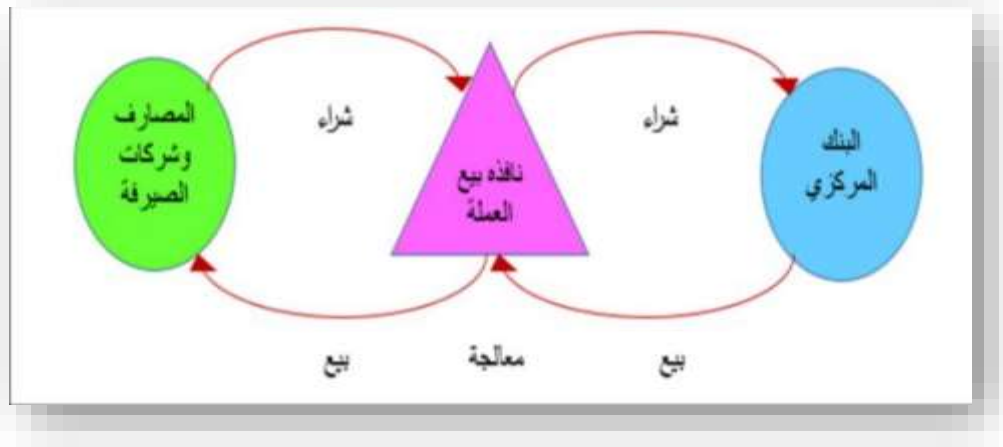 المصارف
وشركات
الصيرفة
شراء
نافذه بيع
العملة
شراء
البنك
المركزي
بيع
معالجة
بيع